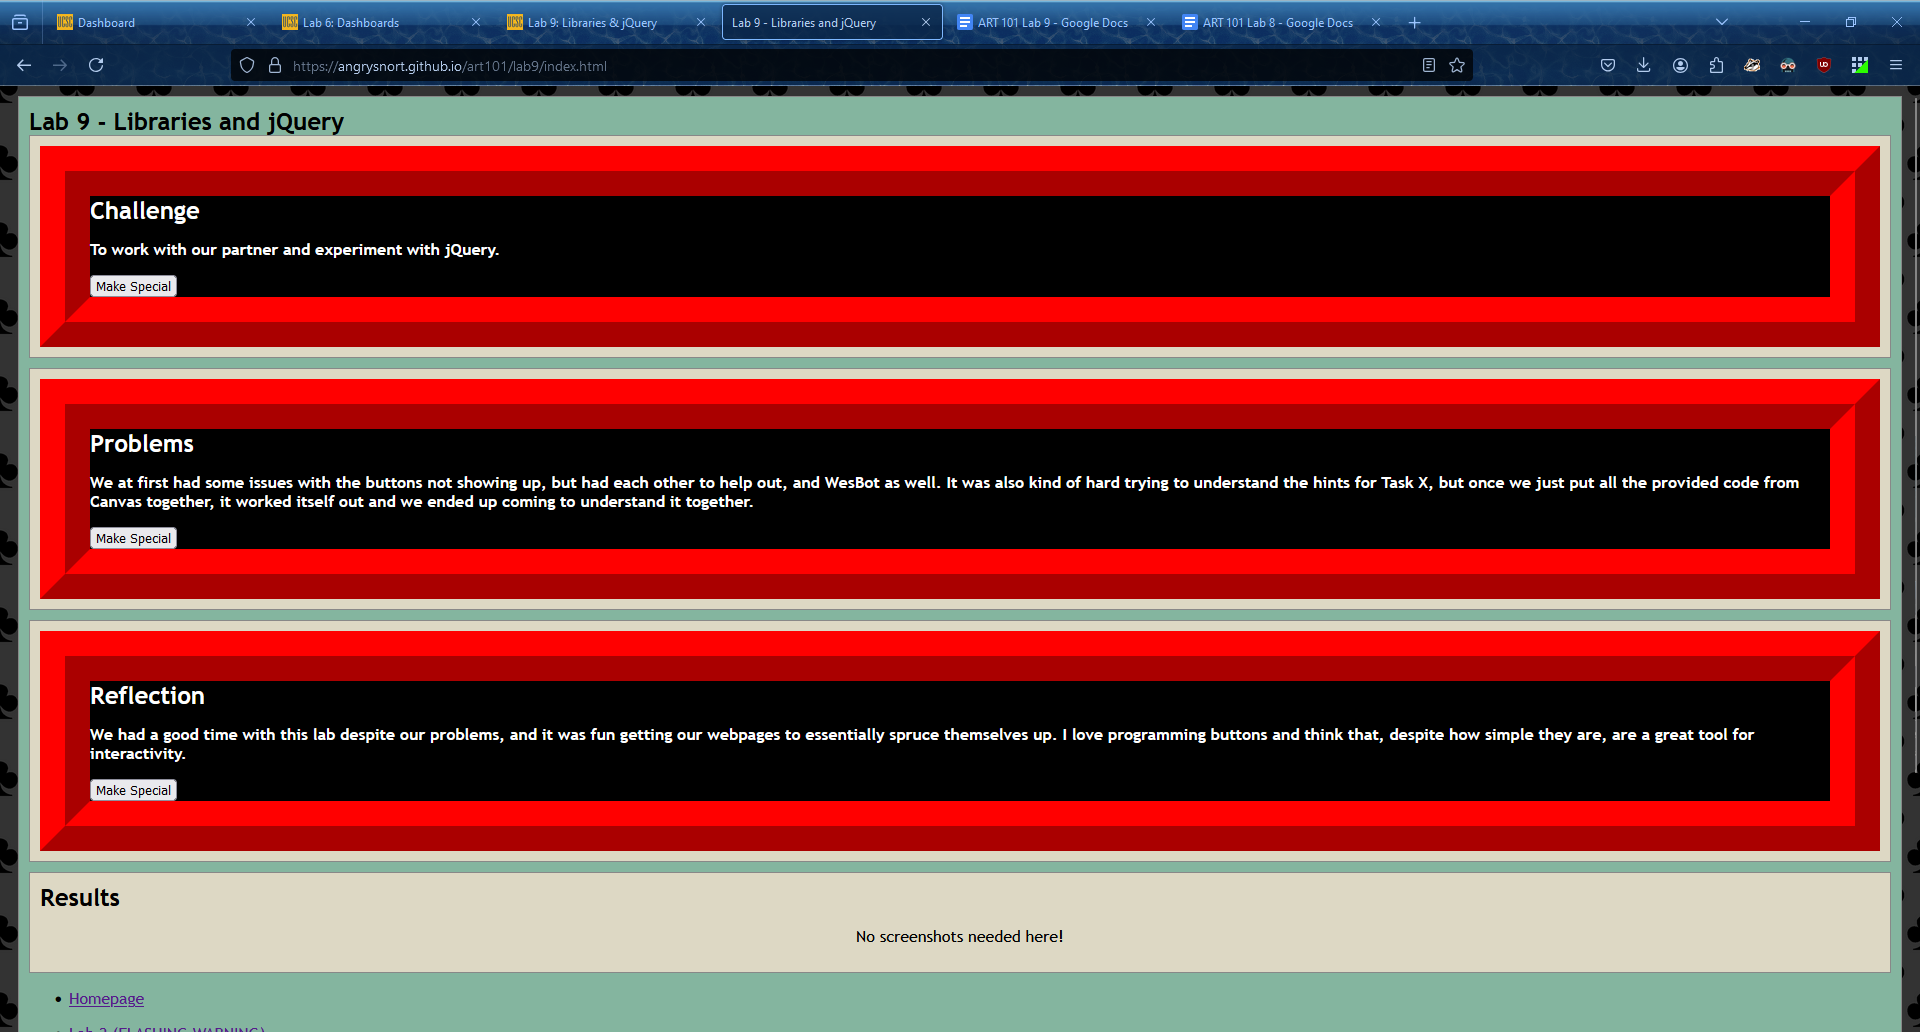 Dashboard
Lab 6: Dashboards
Lab 9: Libraries & jQuery
Lab 9 - Libraries and jQuery
ART 101 Lab 9 - Google Docs
ART 101 Lab 8 - Google Docs
https://angrysnort.github.io/art101/lab9/index.html
Lab 9 - Libraries and jQuery
Challenge
To work with our partner and experiment with jQuery.
Make Special
Problems
We at first had some issues with the buttons not showing up, but had each other to help out, and WesBot as well. It was also kind of hard trying to understand the hints for Task X, but once we just put all the provided code from
Canvas together, it worked itself out and we ended up coming to understand it together.
Make Special
Reflection
We had a good time with this lab despite our problems, and it was fun getting our webpages to essentially spruce themselves up. I love programming buttons and think that, despite how simple they are, are a great tool for
interactivity.
Make Special
Results
No screenshots needed here!
Homepage
Lab 2 (FLASHING WARNING)